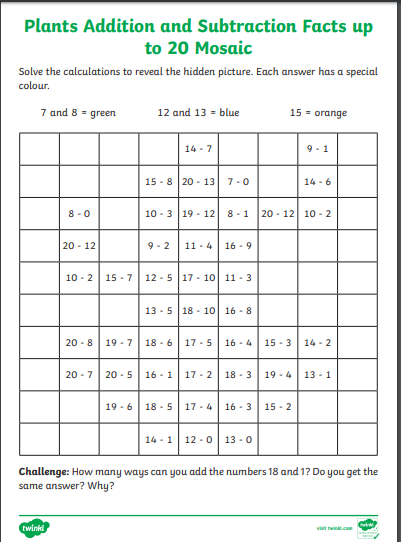 Plants Addition and Subtraction Facts up
to 20 Mosaic
Solve the calculations to reveal the hidden picture. Each answer has a special
colour.
7 and 8 = green 12 and 13 = blue 15 = orange
14 - 7 9 - 1
15 - 8 20 - 13 7 - 0 14 - 6
8 - 0 10 - 3 19 - 12 8 - 1 20 - 12 10 - 2
20 - 12 9 - 2 11 - 4 16 - 9
10 - 2 15 - 7 12 - 5 17 - 10 11 - 3
13 - 5 18 - 10 16 - 8
20 - 8 19 - 7 18 - 6 17 - 5 16 - 4 15 - 3 14 - 2
20 - 7 20 - 5 16 - 1 17 - 2 18 - 3 19 - 4 13 - 1
19 - 6 18 - 5 17 - 4 16 - 3 15 - 2
14 - 1 12 - 0 13 - 0
Challenge: How many ways can you add the numbers 18 and 1? Do you get the
same answer? Why?
twinkl visit twinkl.com twinkl